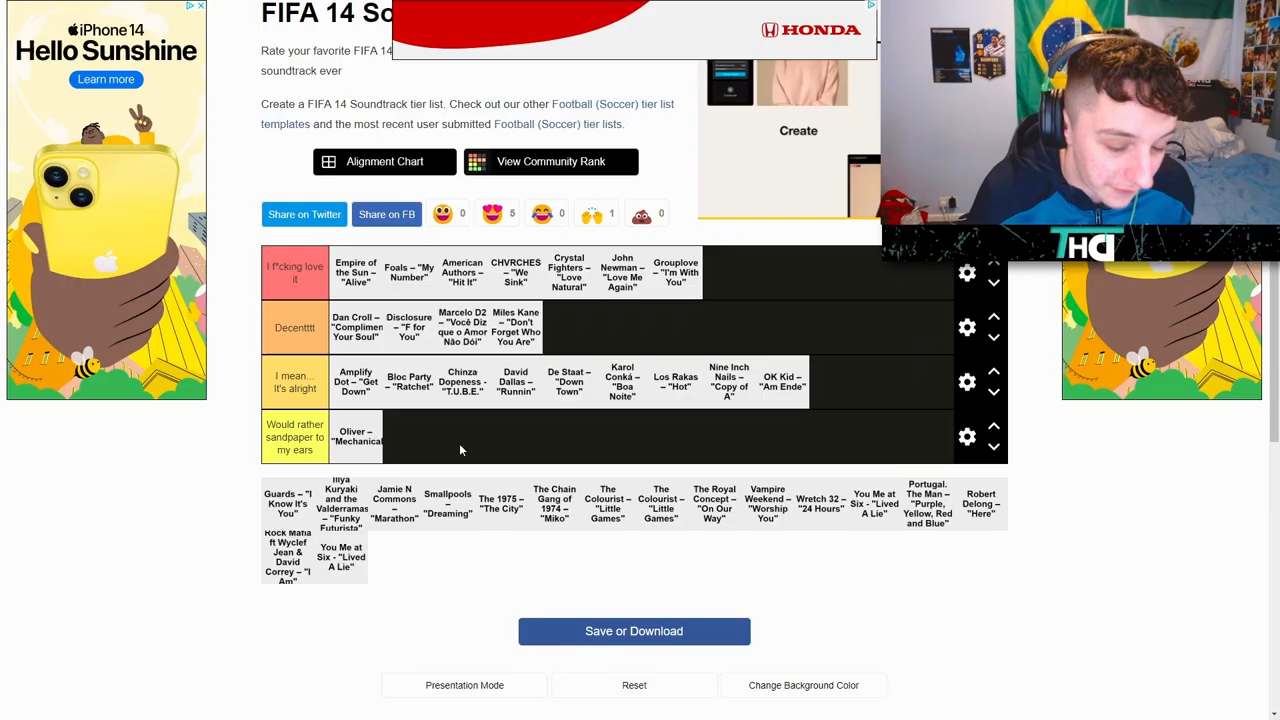 iPhone 14
Hello Sunshine
Learn more
FIFA 14 So
Rate your favorite FIFA 14
soundtrack ever
Create a FIFA 14 Soundtrack tier list. Check out our other Football (Soccer) tier list
templates and the most recent user submitted Football (Soccer) tier lists.
HONDA
Create
Alignment Chart
View Community Rank
Share on Twitter
Share on FB
0
5
0
1
0
THD
I f*cking love
it
Empire of
the Sun –
"Alive"
Foals – "My
Number"
American
Authors –
"Hit It"
CHVRCHES
– "We
Sink"
Crystal
Fighters –
"Love
Natural"
John
Newman –
"Love Me
Again"
Grouplove
– "I'm With
You"
Decentttt
Dan Croll –
"Complimen
Your Soul"
Disclosure
– "F for
You"
Marcelo D2
– "Você Diz
que o Amor
Não Dói"
Miles Kane
– "Don't
Forget Who
You Are"
I mean...
It's alright
Amplify
Dot – "Get
Down"
Bloc Party
– "Ratchet"
Chinza
Dopeness -
"T.U.B.E."
David
Dallas –
"Runnin"
De Staat –
"Down
Town"
Karol
Conká –
"Boa
Noite"
Los Rakas
– "Hot"
Nine Inch
Nails –
"Copy of
A"
OK Kid –
"Am Ende"
Would rather
sandpaper to
my ears
Oliver –
"Mechanical
Guards – "I
Know It's
You"
Illya
Kuryaki
and the
Valderramas
– "Funky
Futurista"
Jamie N
Commons
–
"Marathon"
Smallpools
–
"Dreaming"
The 1975 –
"The City"
The Chain
Gang of
1974 –
"Miko"
The
Colourist –
"Little
Games"
The
Colourist –
"Little
Games"
The Royal
Concept –
"On Our
Way"
Vampire
Weekend –
"Worship
You"
Wretch 32 –
"24 Hours"
You Me at
Six - "Lived
A Lie"
Portugal.
The Man –
"Purple,
Yellow, Red
and Blue"
Robert
Delong –
"Here"
Rock Mafia
ft Wyclef
Jean &
David
Correy – "I
Am"
You Me at
Six - "Lived
A Lie"
Save or Download
Presentation Mode
Reset
Change Background Color